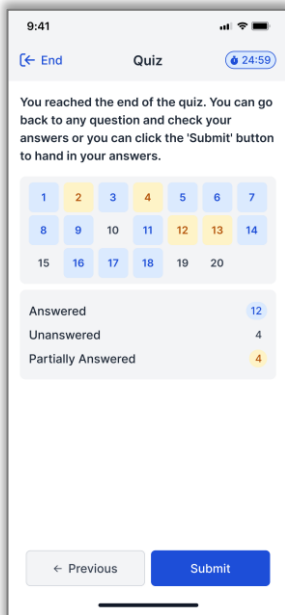 9:41
End Quiz 24:59
You reached the end of the quiz. You can go
back to any question and check your
answers or you can click the 'Submit' button
to hand in your answers.
1 2 3 4 5 6 7
8 9 10 11 12 13 14
15 16 17 18 19 20
Answered 12
Unanswered 4
Partially Answered 4
← Previous Submit